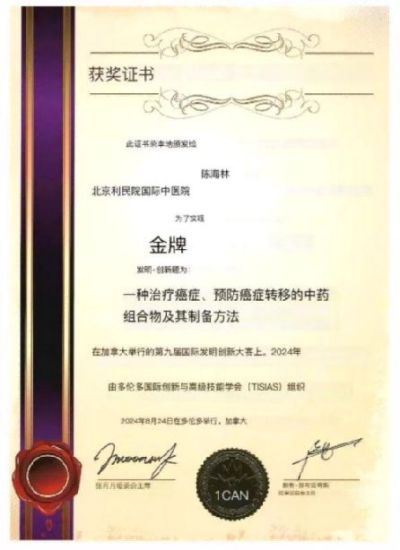 获奖证书
此证书荣幸地颁发给
陈海林
北京利民院国际中医院
为了实现
金牌
发明-创新题为:
一种治疗癌症、预防癌症转移的中药
组合物及其制备方法
在加拿大举行的第九届国际发明创新大赛上。2024年
由多伦多国际创新与高级技能学会(TISIAS)组织
2024年8月24日在多伦多举行，加拿大
1CAN